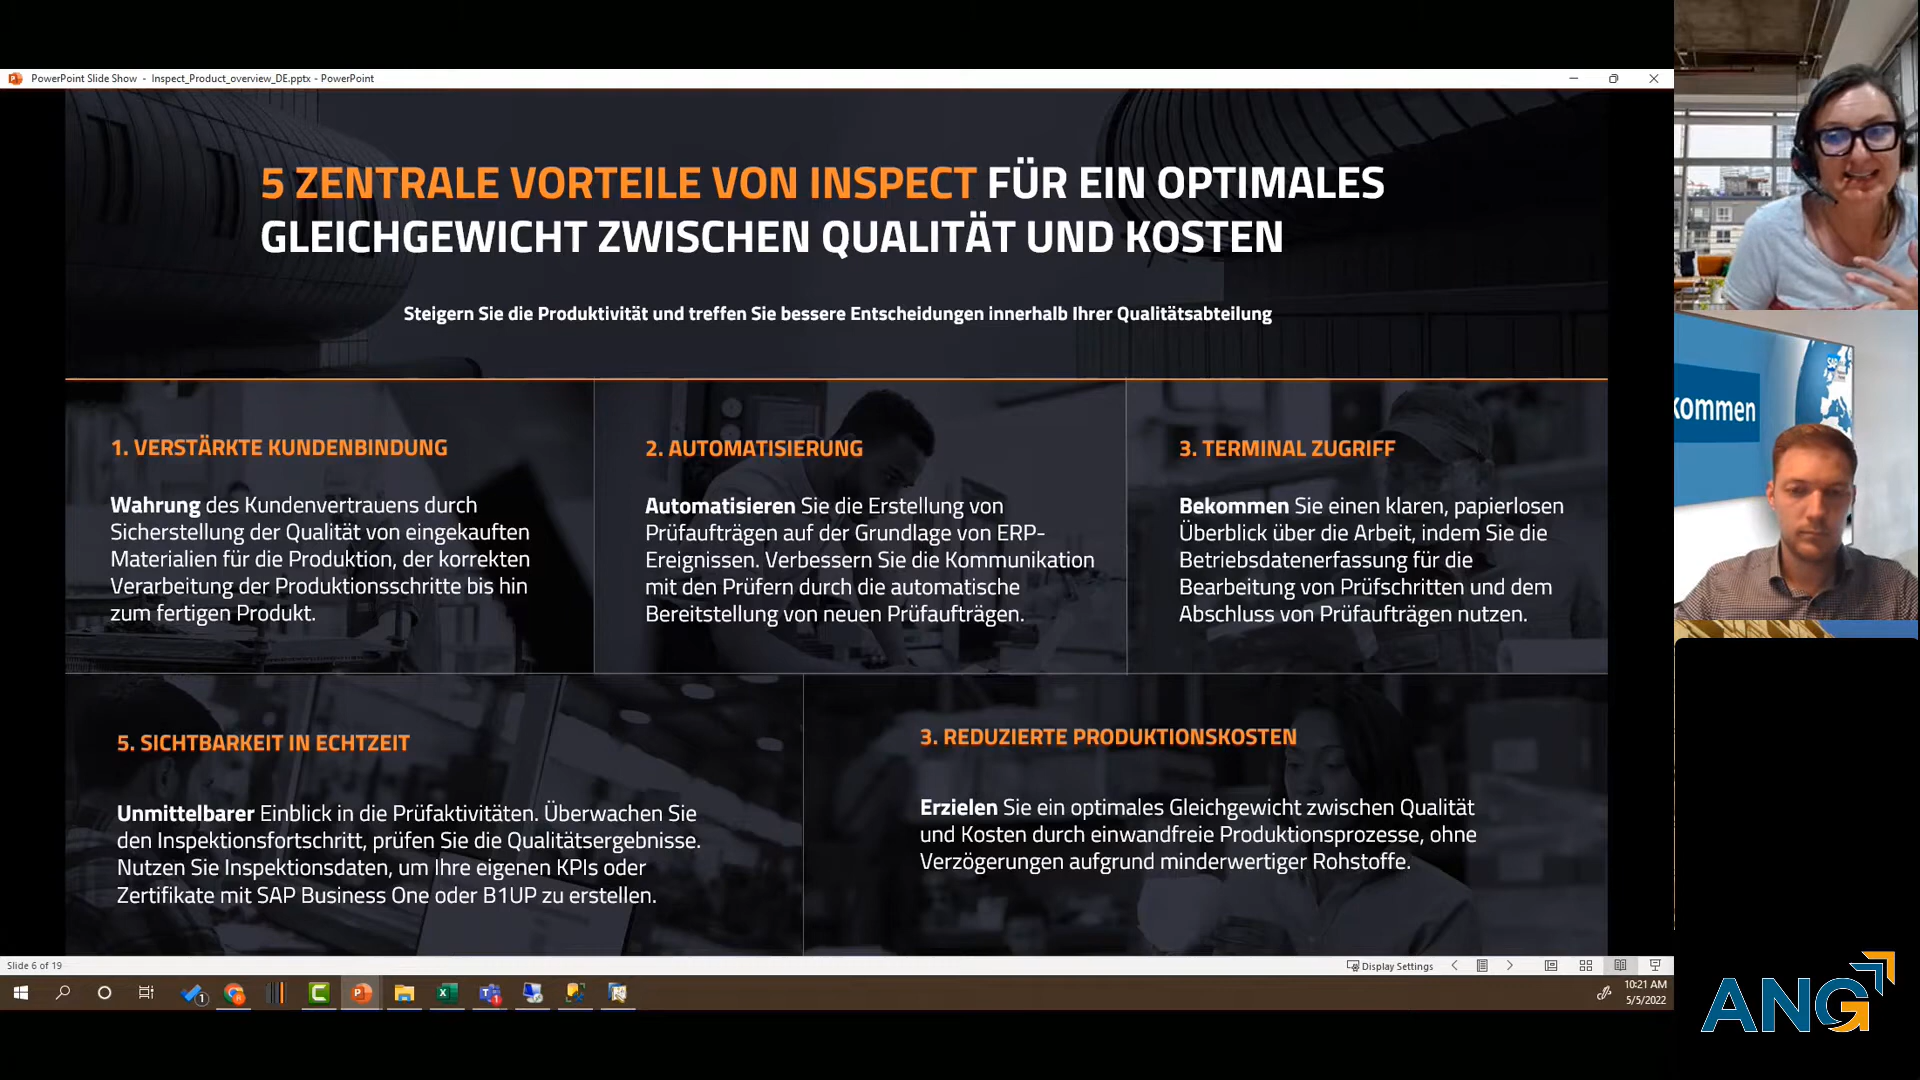 PowerPoint Slide Show - Inspect_Product_overview_DE.pptx - PowerPoint
5 ZENTRALE VORTEILE VON INSPECT FÜR EIN OPTIMALES
GLEICHGEWICHT ZWISCHEN QUALITÄT UND KOSTEN
Steigern Sie die Produktivität und treffen Sie bessere Entscheidungen innerhalb Ihrer Qualitätsabteilung
1. VERSTÄRKTE KUNDENBINDUNG
Wahrung des Kundenvertrauens durch
Sicherstellung der Qualität von eingekauften
Materialien für die Produktion, der korrekten
Verarbeitung der Produktionsschritte bis hin
zum fertigen Produkt.
2. AUTOMATISIERUNG
Automatisieren Sie die Erstellung von
Prüfaufträgen auf der Grundlage von ERP-
Ereignissen. Verbessern Sie die Kommunikation
mit den Prüfern durch die automatische
Bereitstellung von neuen Prüfaufträgen.
3. TERMINAL ZUGRIFF
Bekommen Sie einen klaren, papierlosen
Überblick über die Arbeit, indem Sie die
Betriebsdatenerfassung für die
Bearbeitung von Prüfschritten und dem
Abschluss von Prüfaufträgen nutzen.
5. SICHTBARKEIT IN ECHTZEIT
Unmittelbarer Einblick in die Prüfaktivitäten. Überwachen Sie
den Inspektionsfortschritt, prüfen Sie die Qualitätsergebnisse.
Nutzen Sie Inspektionsdaten, um Ihre eigenen KPIs oder
Zertifikate mit SAP Business One oder B1UP zu erstellen.
3. REDUZIERTE PRODUKTIONSKOSTEN
Erzielen Sie ein optimales Gleichgewicht zwischen Qualität
und Kosten durch einwandfreie Produktionsprozesse, ohne
Verzögerungen aufgrund minderwertiger Rohstoffe.
Slide 6 of 19
Display Settings
10:21 AM
5/5/2022
kommen
ANG